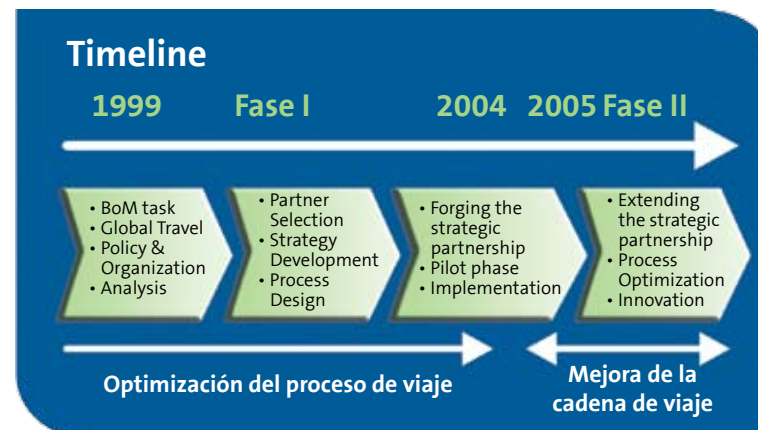 Timeline
1999 Fase I 2004 2005 Fase II
• BoM task
• Global Travel
• Policy &
Organization
• Analysis
• Partner
Selection
• Strategy
Development
• Process
Design
• Forging the
strategic
partnership
• Pilot phase
• Implementation
• Extending
the strategic
partnership
• Process
Optimization
• Innovation
Optimización del proceso de viaje
Mejora de la
cadena de viaje